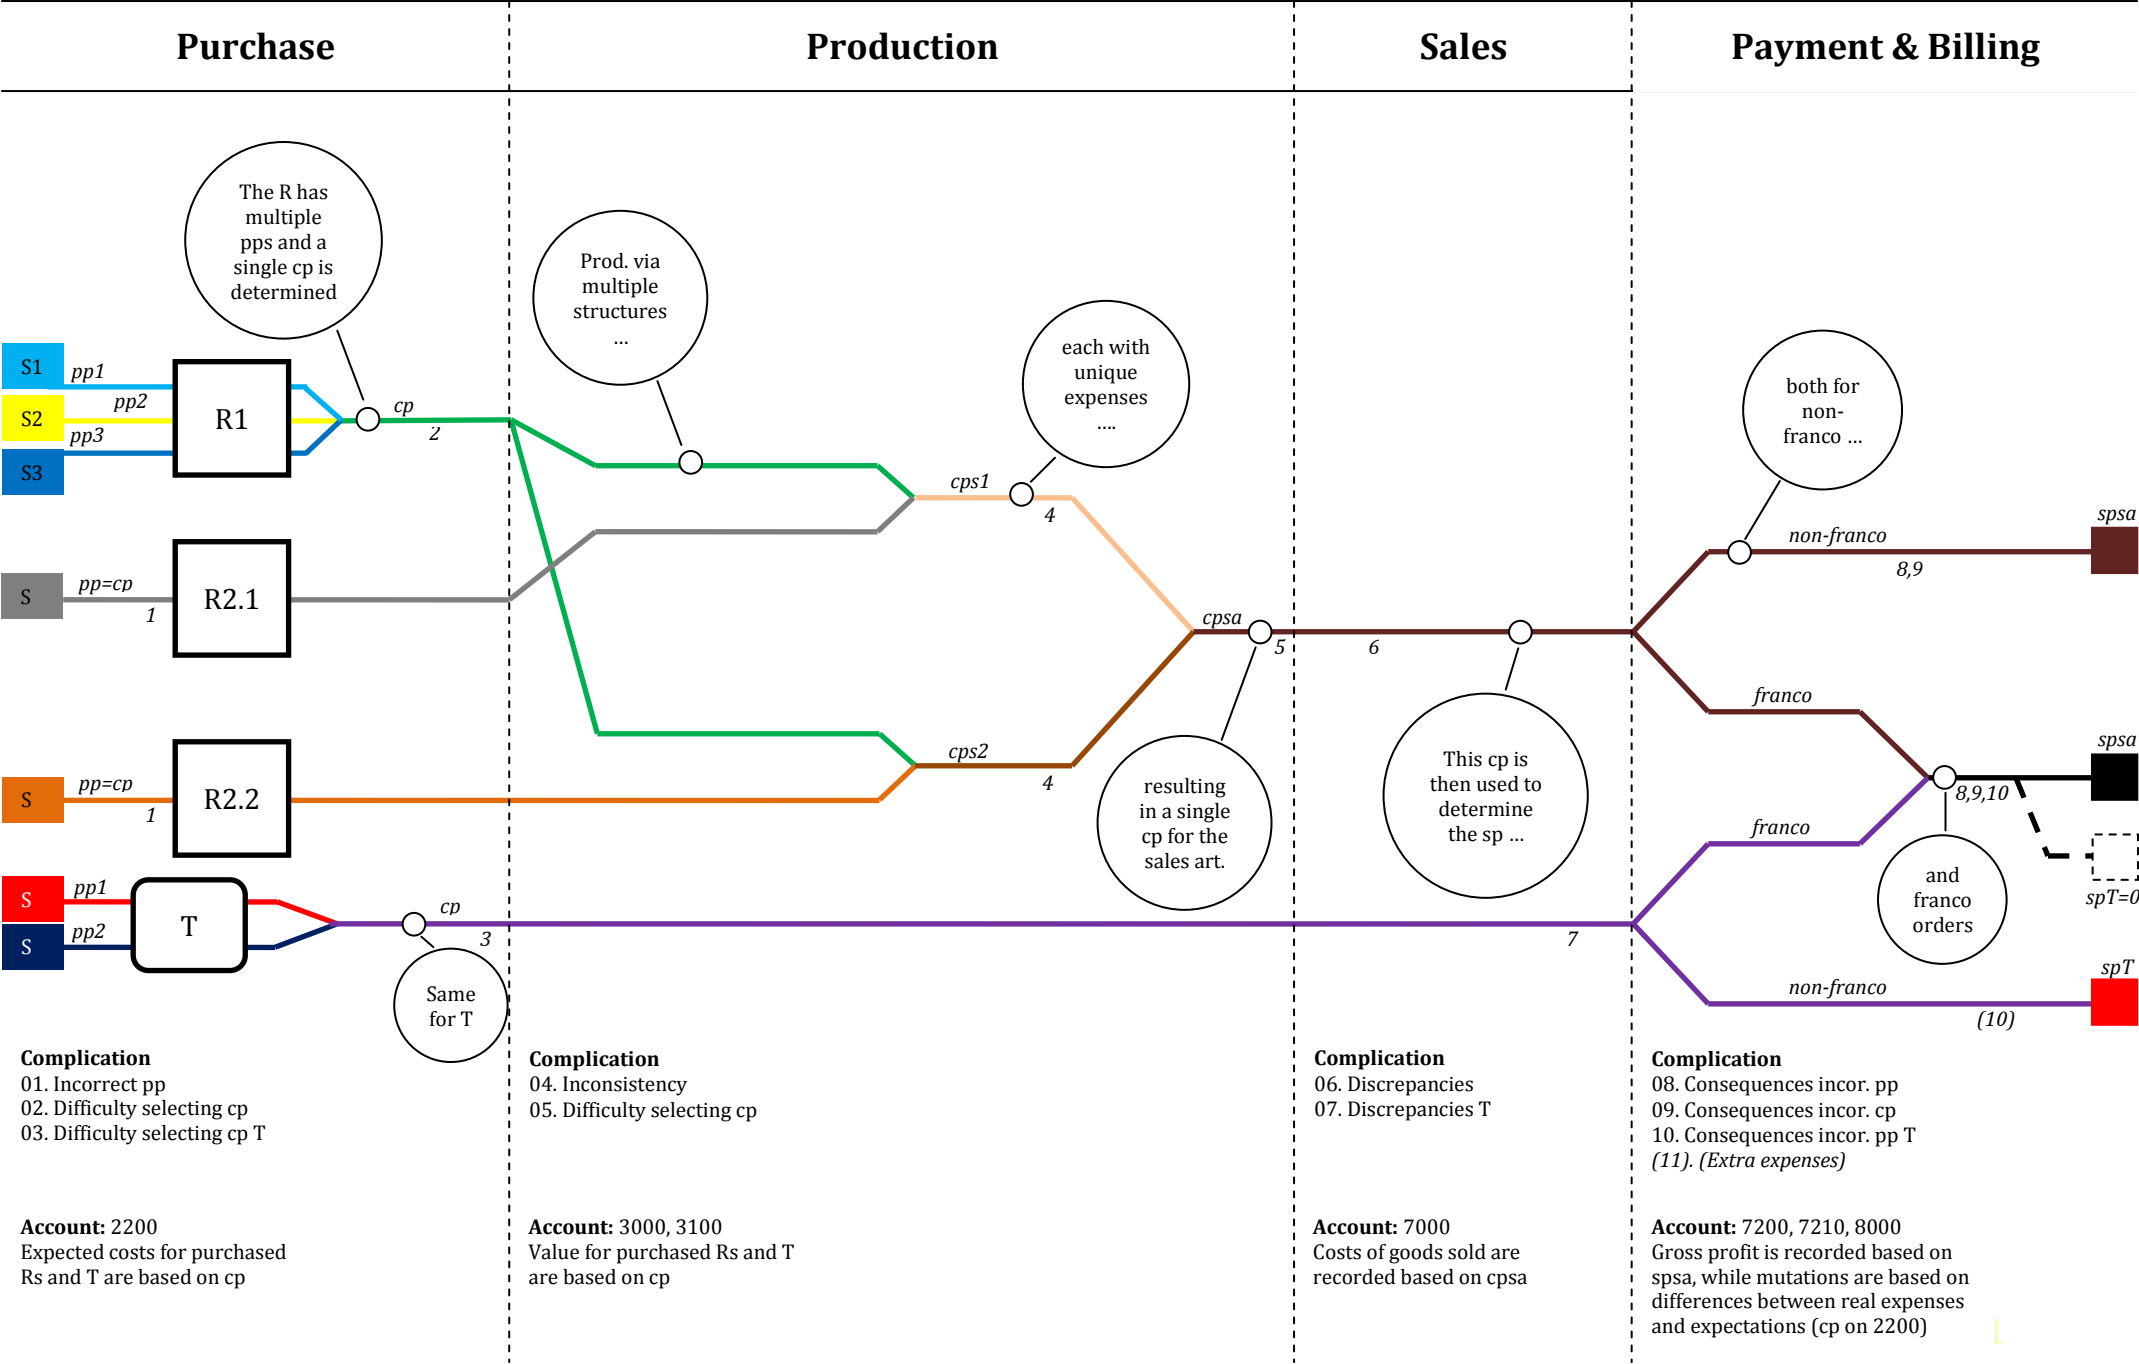 Purchase
Production
Sales
Payment & Billing
The R has
multiple
pps and a
single cp is
determined
Prod. via
multiple
structures
...
each with
unique
expenses
....
both for
non-
franco ...
S1
pp1
S2
pp2
pp3
S3
R1
cp
2
cps1
4
non-franco
8,9
spsa
S
pp=cp
1
R2.1
cpsa
5
6
franco
spsa
S
pp=cp
1
R2.2
cps2
4
resulting
in a single
cp for the
sales art.
This cp is
then used to
determine
the sp ...
8,9,10
franco
and
franco
orders
spT=0
S
pp1
S
pp2
T
cp
3
7
Same
for T
non-franco
(10)
spT
Complication
01. Incorrect pp
02. Difficulty selecting cp
03. Difficulty selecting cp T
Complication
04. Inconsistency
05. Difficulty selecting cp
Complication
06. Discrepancies
07. Discrepancies T
Complication
08. Consequences incor. pp
09. Consequences incor. cp
10. Consequences incor. pp T
(11). (Extra expenses)
Account: 2200
Expected costs for purchased
Rs and T are based on cp
Account: 3000, 3100
Value for purchased Rs and T
are based on cp
Account: 7000
Costs of goods sold are
recorded based on cpsa
Account: 7200, 7210, 8000
Gross profit is recorded based on
spsa, while mutations are based on
differences between real expenses
and expectations (cp on 2200)